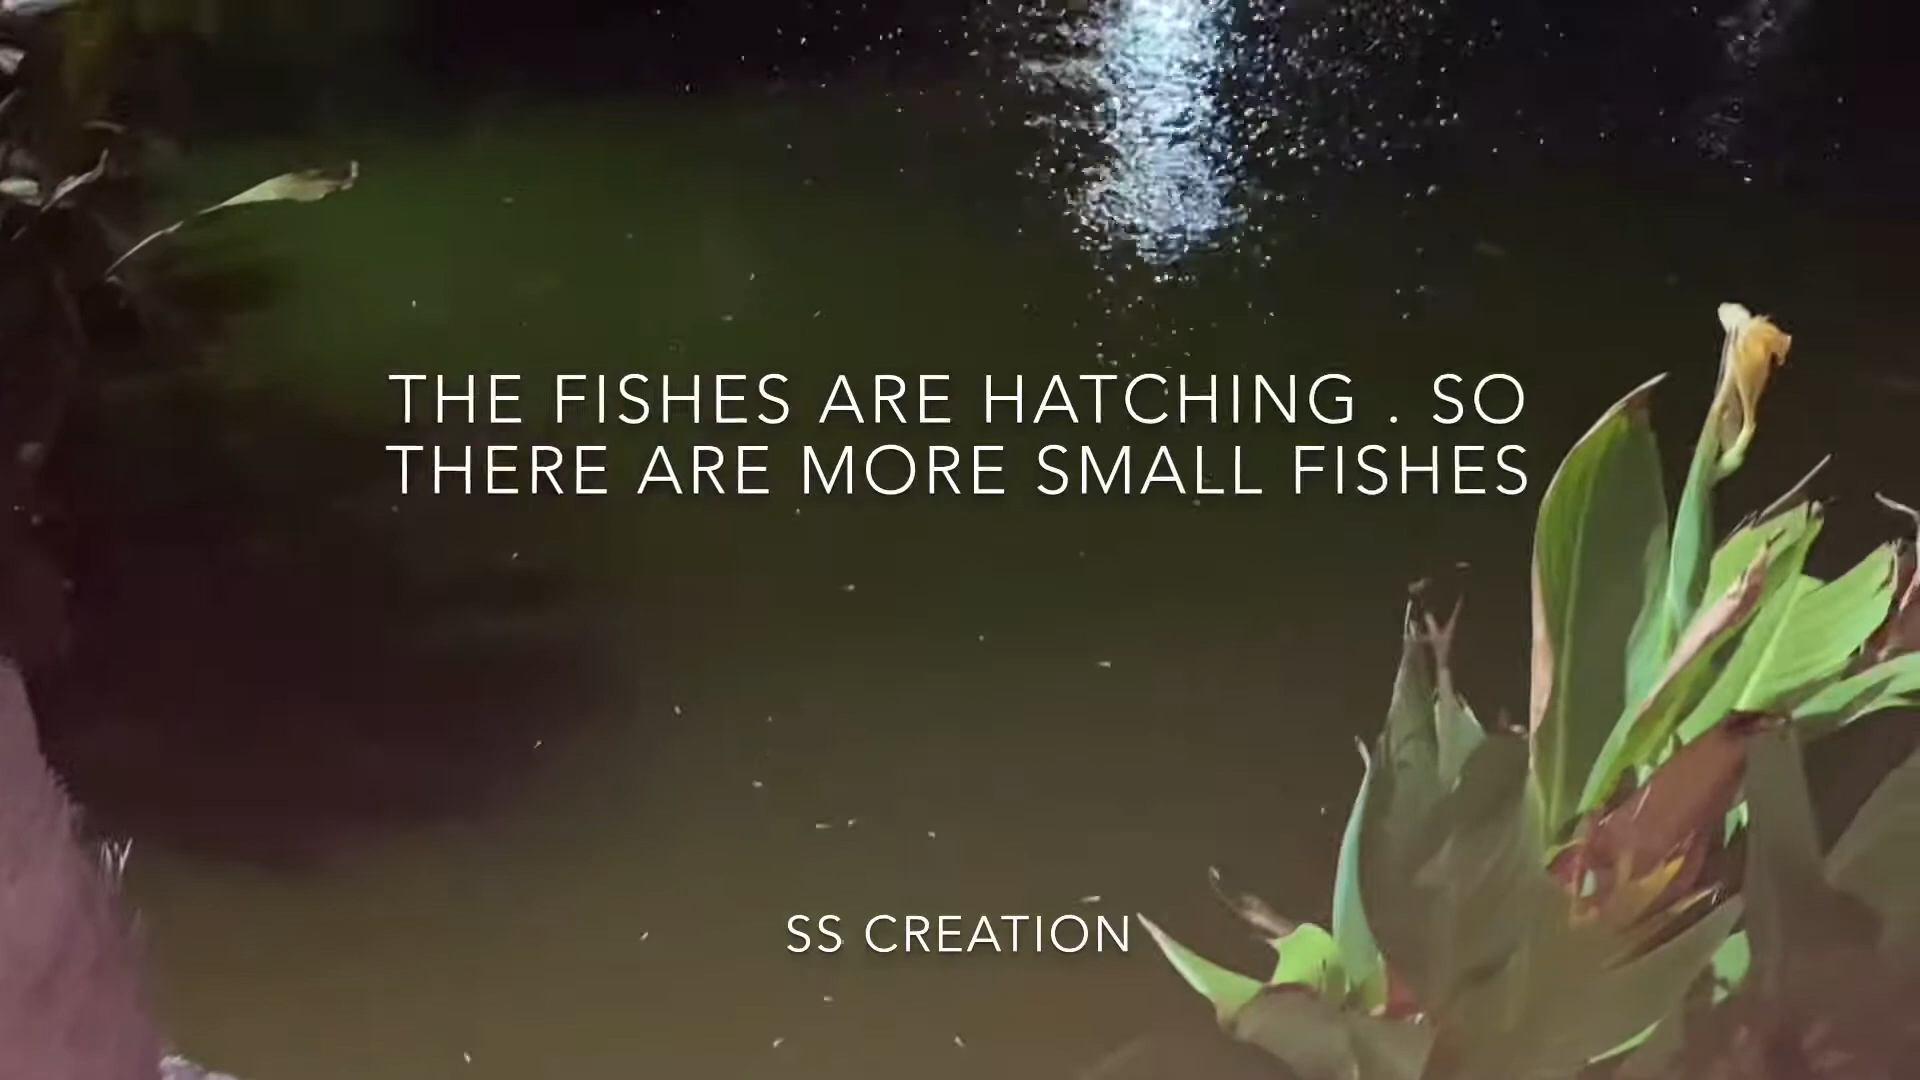 THE FISHES ARE HATCHING . SO
THERE ARE MORE SMALL FISHES
SS CREATION